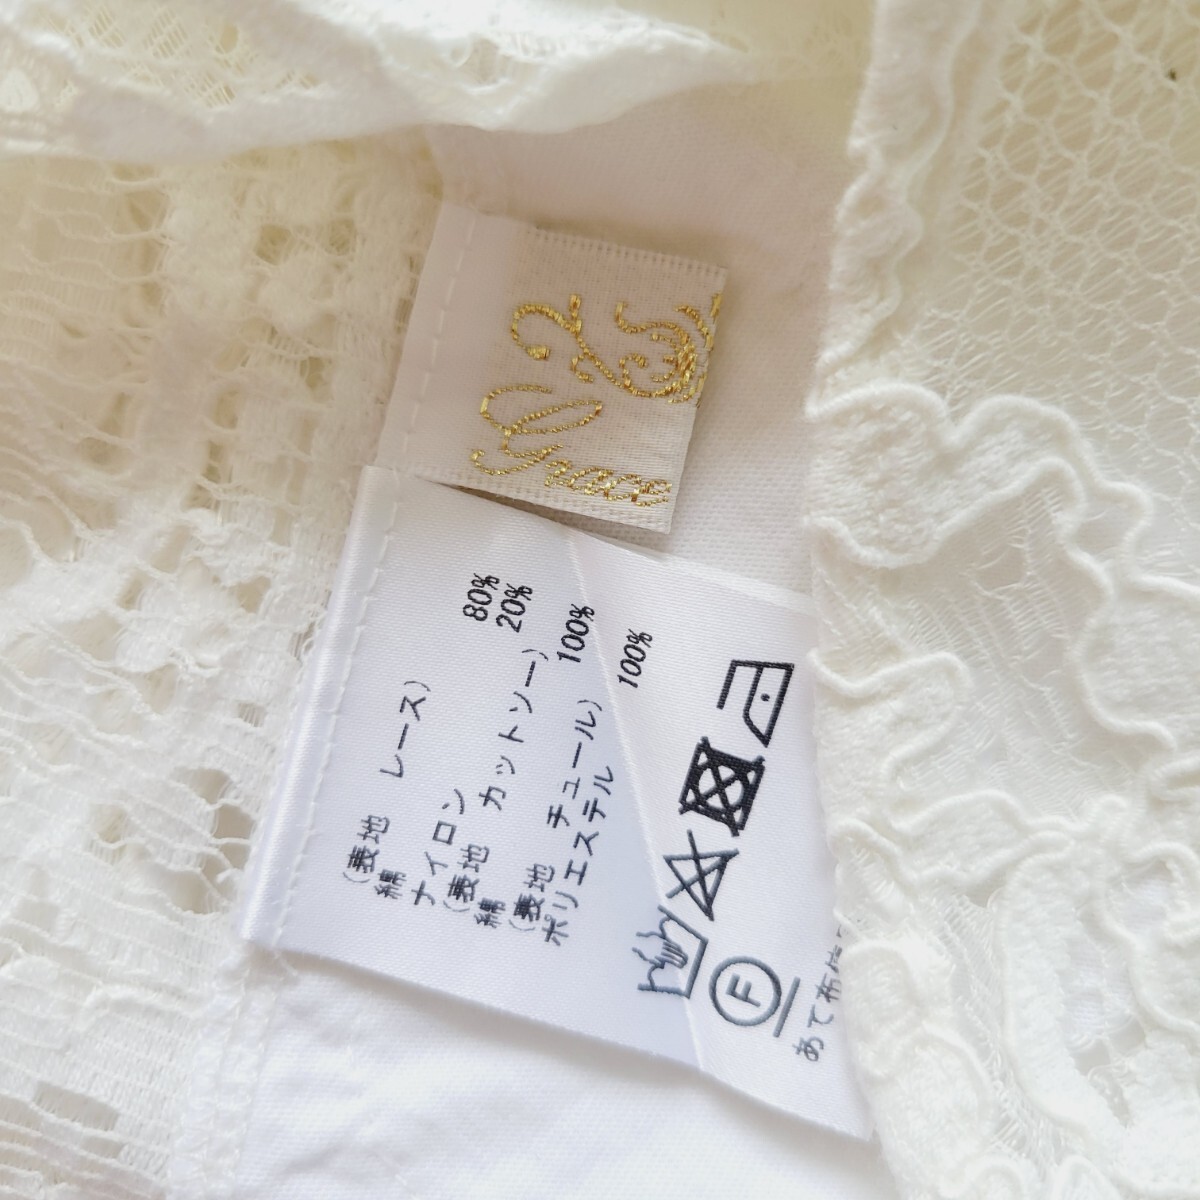 Grace
(表地 レース)
綿 80%
ナイロン 20%
(表地 カットソー)
綿 100%
(表地 チュール)
ポリエステル 100%
F
あて布